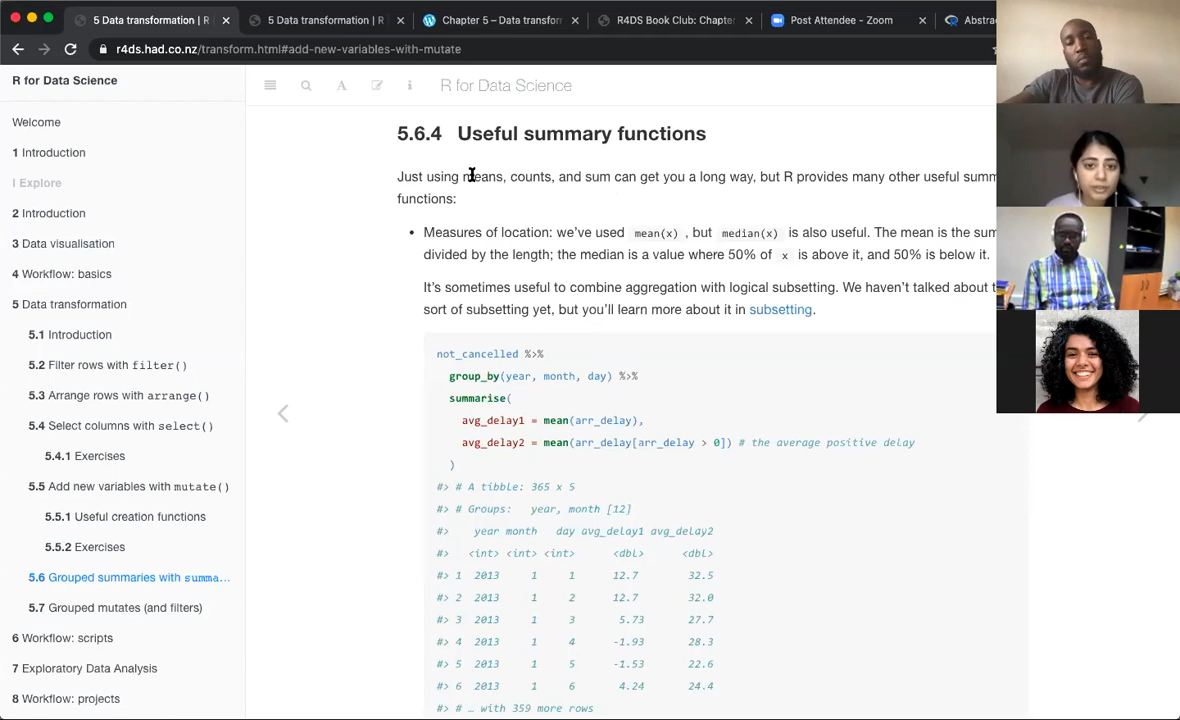 5 Data transformation | R
5 Data transformation | R
Chapter 5 – Data transfor
R4DS Book Club: Chapter
Post Attendee - Zoom
Abstrac
r4ds.had.co.nz/transform.html#add-new-variables-with-mutate
R for Data Science
Welcome
1 Introduction
I Explore
2 Introduction
3 Data visualisation
4 Workflow: basics
5 Data transformation
5.1 Introduction
5.2 Filter rows with filter()
5.3 Arrange rows with arrange()
5.4 Select columns with select()
5.4.1 Exercises
5.5 Add new variables with mutate()
5.5.1 Useful creation functions
5.5.2 Exercises
5.6 Grouped summaries with summa...
5.7 Grouped mutates (and filters)
6 Workflow: scripts
7 Exploratory Data Analysis
8 Workflow: projects
R for Data Science
5.6.4 Useful summary functions
Just using means, counts, and sum can get you a long way, but R provides many other useful summ
functions:
• Measures of location: we’ve used mean(x) , but median(x) is also useful. The mean is the sum
divided by the length; the median is a value where 50% of x is above it, and 50% is below it.
It’s sometimes useful to combine aggregation with logical subsetting. We haven’t talked about t
sort of subsetting yet, but you’ll learn more about it in subsetting.
not_cancelled %>%
group_by(year, month, day) %>%
summarise(
avg_delay1 = mean(arr_delay),
avg_delay2 = mean(arr_delay[arr_delay > 0]) # the average positive delay
)
#> # A tibble: 365 x 5
#> # Groups: year, month [12]
#> year month day avg_delay1 avg_delay2
#> <int> <int> <int> <dbl> <dbl>
#> 1 2013 1 1 12.7 32.5
#> 2 2013 1 2 12.7 32.0
#> 3 2013 1 3 5.73 27.7
#> 4 2013 1 4 -1.93 28.3
#> 5 2013 1 5 -1.53 22.6
#> 6 2013 1 6 4.24 24.4
#> # … with 359 more rows